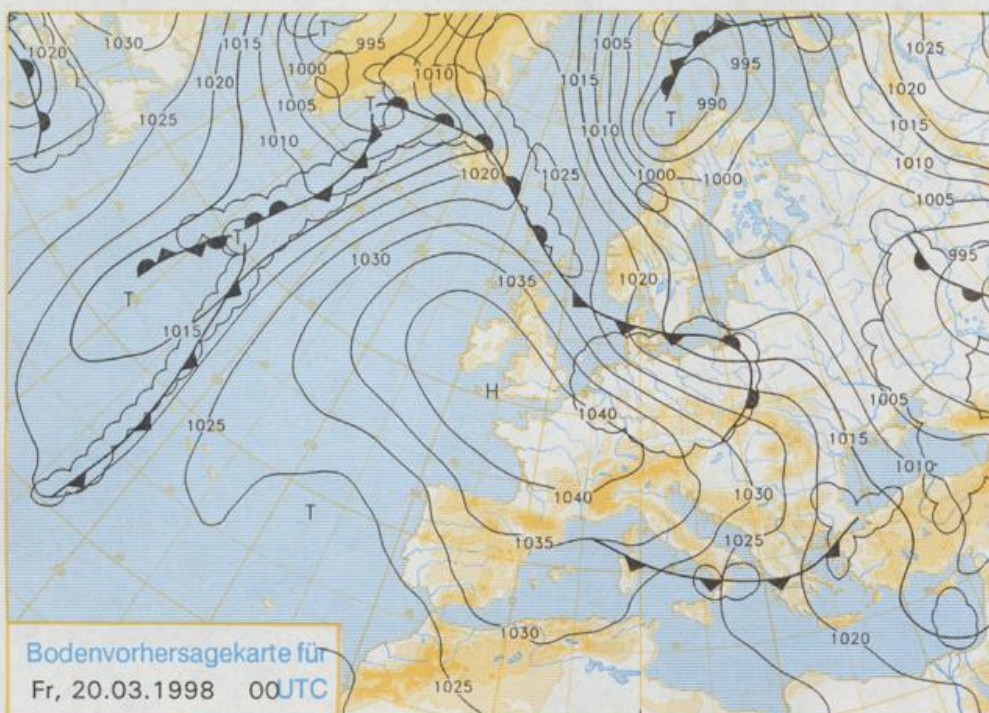 1020 1030 1015 995 1005 995 1025
1020 1000 1010 1015 990 1020
1025 1005 T 1010 T 1015
1010 1020 1025 1000 1000 1010
1005
T 1030 1035 1020 995
T 1015
H 1040 1005
1025 1015
1010
T 1040 1030
1035 1025
1030 1020
1025
Bodenvorhersagekarte für
Fr, 20.03.1998 00UTC